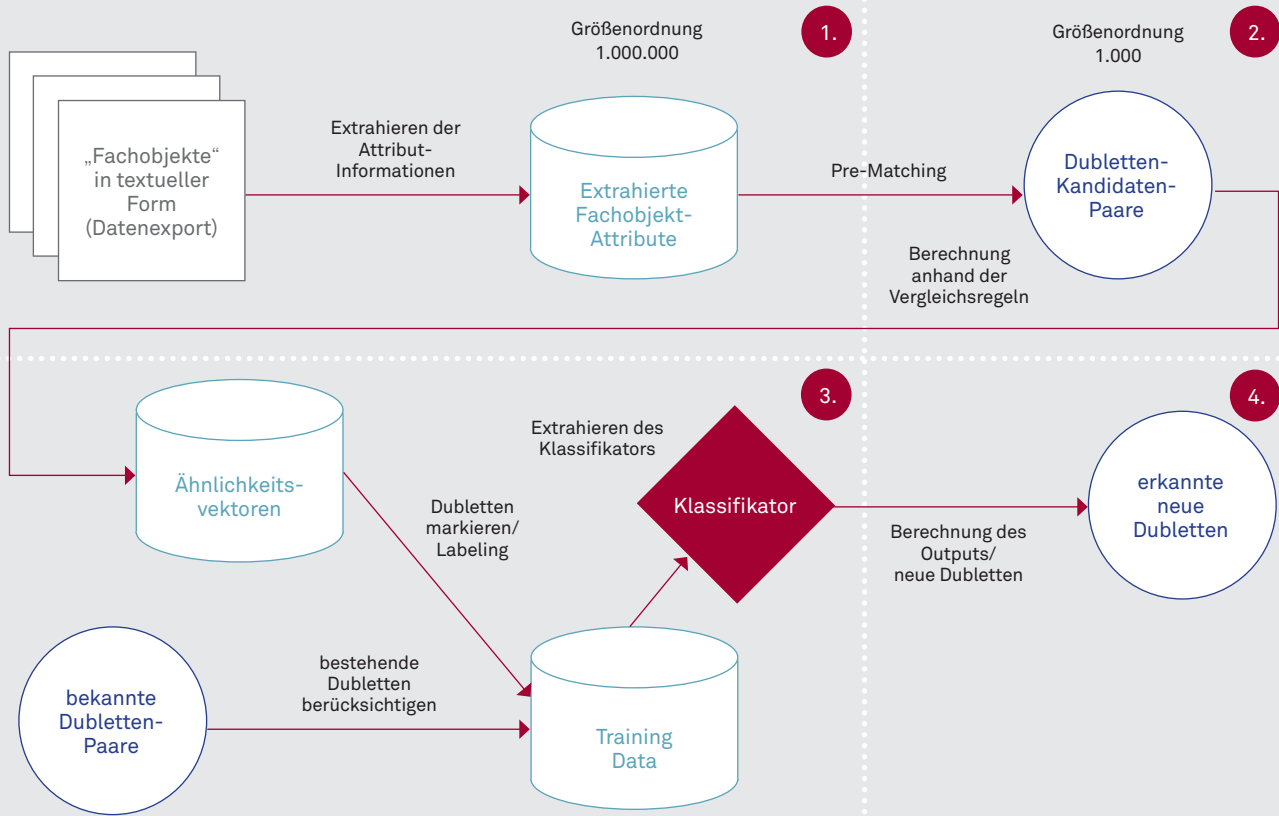 Größenordnung
1.000.000
1.
Größenordnung
1.000
2.
„Fachobjekte“
in textueller
Form
(Datenexport)
Extrahieren der
Attribut-
Informationen
Extrahierte
Fachobjekt-
Attribute
Pre-Matching
Dubletten-
Kandidaten-
Paare
Berechnung
anhand der
Vergleichsregeln
Ähnlichkeits-
vektoren
Dubletten
markieren/
Labeling
Extrahieren des
Klassifikators
3.
Klassifikator
Berechnung des
Outputs/
neue Dubletten
4.
erkannte
neue
Dubletten
bekannte
Dubletten-
Paare
bestehende
Dubletten
berücksichtigen
Training
Data